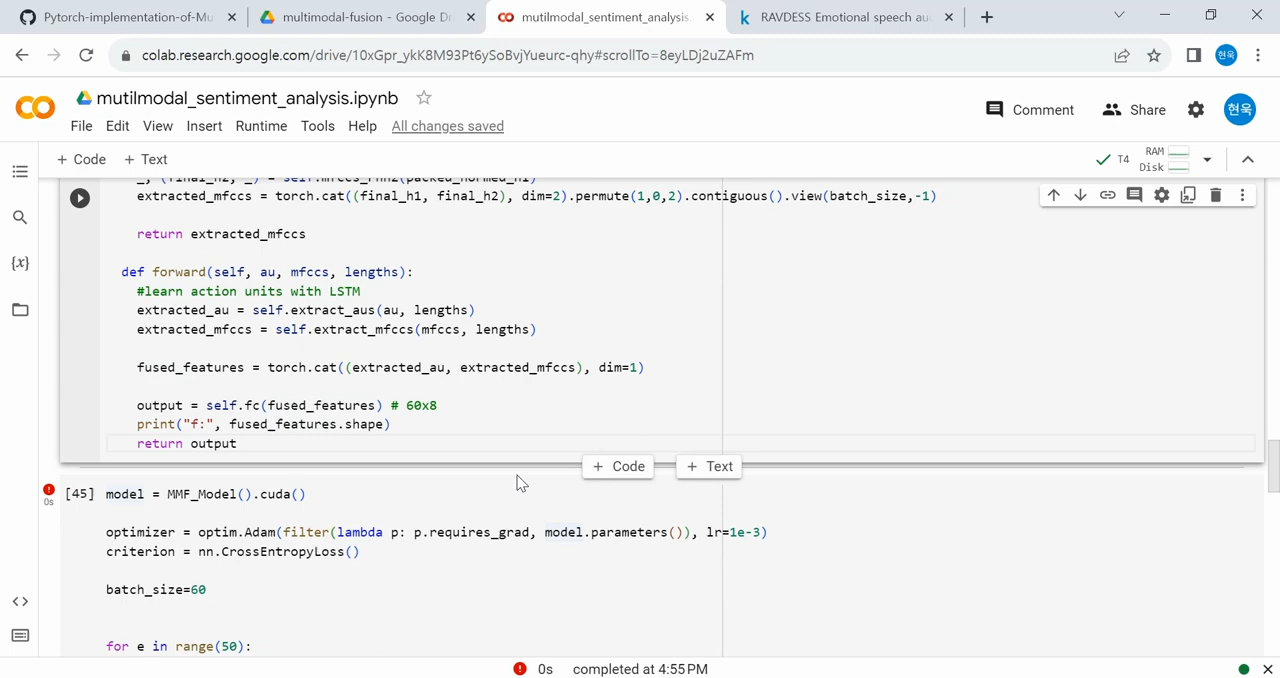 Pytorch-implementation-of-Mu
multimodal-fusion - Google Dr
mutilmodal_sentiment_analysis.
RAVDESS Emotional speech au
colab.research.google.com/drive/10xGpr_ykK8M93Pt6ySoBvjYueurc-qhy#scrollTo=8eyLDj2uZAFm
현욱
mutilmodal_sentiment_analysis.ipynb
Comment
Share
현욱
File Edit View Insert Runtime Tools Help All changes saved
+ Code + Text
T4 RAM
Disk
_, (final_h2, _) = self.mfccs_rnn2(packed_normed_h1)
extracted_mfccs = torch.cat((final_h1, final_h2), dim=2).permute(1,0,2).contiguous().view(batch_size,-1)
return extracted_mfccs
def forward(self, au, mfccs, lengths):
#learn action units with LSTM
extracted_au = self.extract_aus(au, lengths)
extracted_mfccs = self.extract_mfccs(mfccs, lengths)
fused_features = torch.cat((extracted_au, extracted_mfccs), dim=1)
output = self.fc(fused_features) # 60x8
print("f:", fused_features.shape)
return output
+ Code + Text
[45] model = MMF_Model().cuda()
0s
optimizer = optim.Adam(filter(lambda p: p.requires_grad, model.parameters()), lr=1e-3)
criterion = nn.CrossEntropyLoss()
batch_size=60
for e in range(50):
0s completed at 4:55 PM